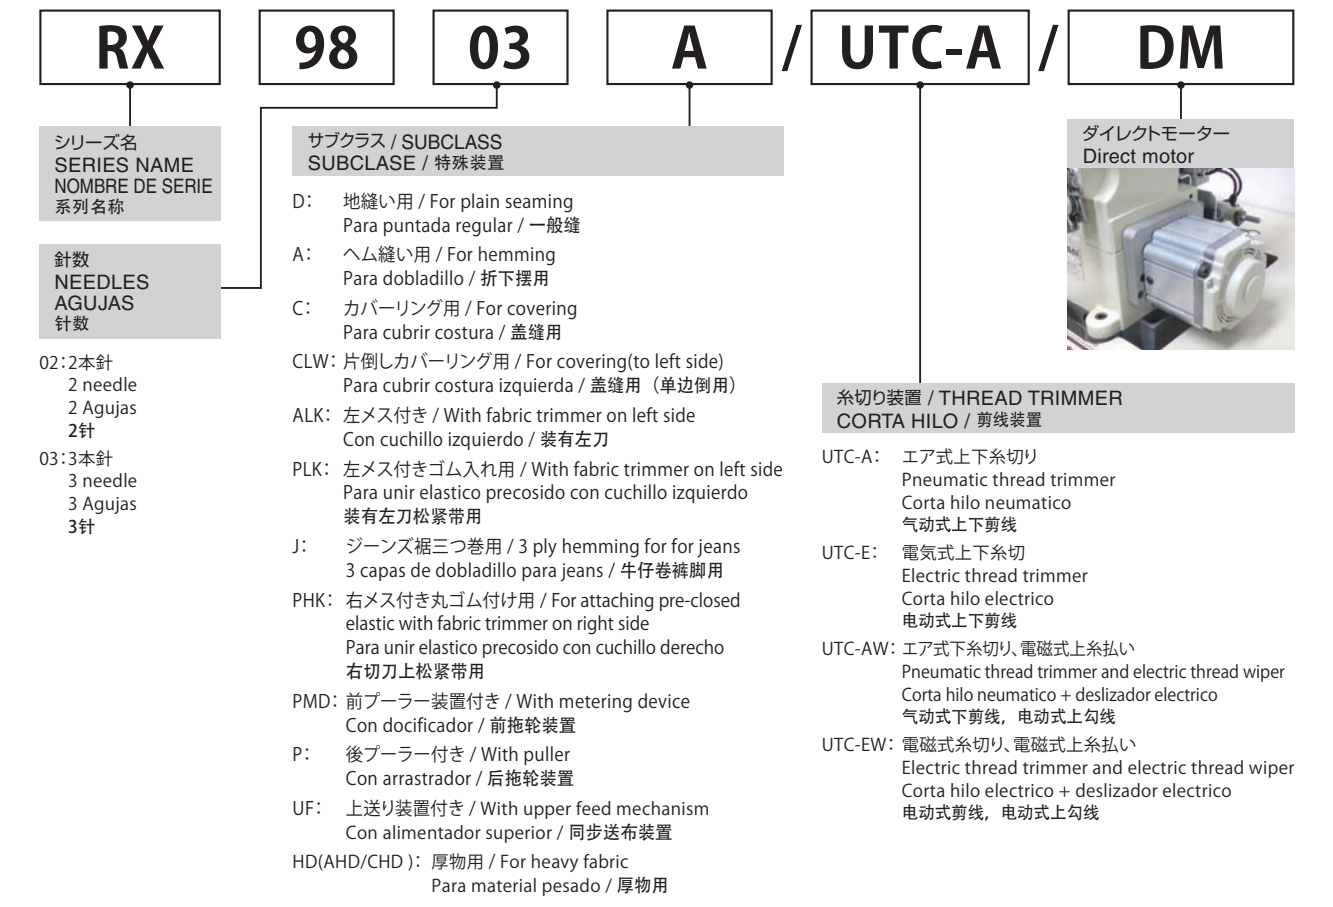 RX 98 03 A / UTC-A / DM
シリーズ名
SERIES NAME
NOMBRE DE SERIE
系列名称
針数
NEEDLES
AGUJAS
针数
02:2本針
2 needle
2 Agujas
2针
03:3本針
3 needle
3 Agujas
3针
サブクラス / SUBCLASS
SUBCLASE / 特殊装置
D: 地縫い用 / For plain seaming
Para puntada regular / 一般缝
A: ヘム縫い用 / For hemming
Para dobladillo / 折下摆用
C: カバーリング用 / For covering
Para cubrir costura / 盖缝用
CLW: 片倒しカバーリング用 / For covering(to left side)
Para cubrir costura izquierda / 盖缝用（单边倒用）
ALK: 左メス付き / With fabric trimmer on left side
Con cuchillo izquierdo / 装有左刀
PLK: 左メス付きゴム入れ用 / With fabric trimmer on left side
Para unir elastico precosido con cuchillo izquierdo
装有左刀松紧带用
J: ジーンズ裾三つ巻用 / 3 ply hemming for for jeans
3 capas de dobladillo para jeans / 牛仔卷裤脚用
PHK: 右メス付き丸ゴム付け用 / For attaching pre-closed
elastic with fabric trimmer on right side
Para unir elastico precosido con cuchillo derecho
右切刀上松紧带用
PMD: 前プーラー装置付き / With metering device
Con docificador / 前拖轮装置
P: 後プーラー付き / With puller
Con arrastrador / 后拖轮装置
UF: 上送り装置付き / With upper feed mechanism
Con alimentador superior / 同步送布装置
HD(AHD/CHD ): 厚物用 / For heavy fabric
Para material pesado / 厚物用
ダイレクトモーター
Direct motor
糸切り装置 / THREAD TRIMMER
CORTA HILO / 剪线装置
UTC-A: エア式上下糸切り
Pneumatic thread trimmer
Corta hilo neumatico
气动式上下剪线
UTC-E: 電気式上下糸切
Electric thread trimmer
Corta hilo electrico
电动式上下剪线
UTC-AW: エア式下糸切り、電磁式上糸払い
Pneumatic thread trimmer and electric thread wiper
Corta hilo neumatico + deslizador electrico
气动式下剪线，电动式上勾线
UTC-EW: 電磁式糸切り、電磁式上糸払い
Electric thread trimmer and electric thread wiper
Corta hilo electrico + deslizador electrico
电动式剪线，电动式上勾线